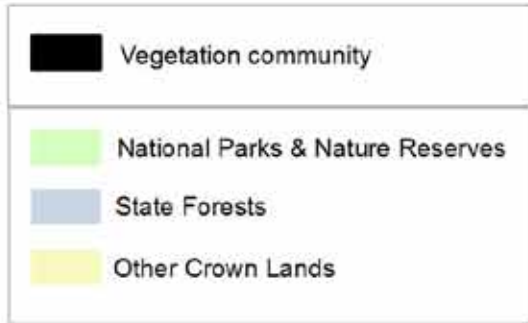 Vegetation community
National Parks & Nature Reserves
State Forests
Other Crown Lands